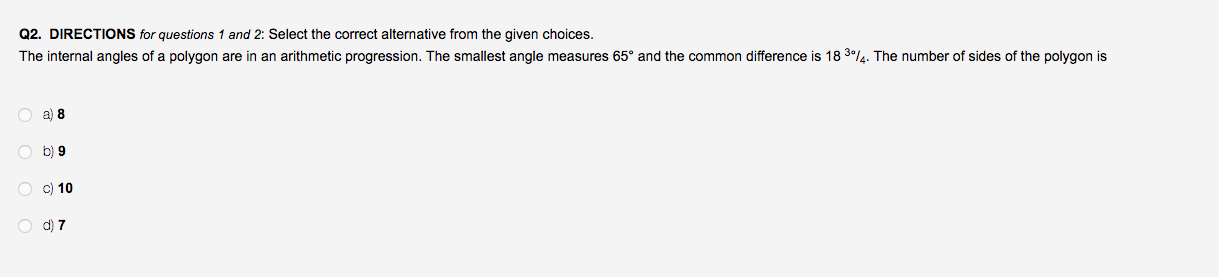 Q2. DIRECTIONS for questions 1 and 2: Select the correct alternative from the given choices.
The internal angles of a polygon are in an arithmetic progression. The smallest angle measures 65° and the common difference is 18 3°/4. The number of sides of the polygon is
a) 8
b) 9
c) 10
d) 7